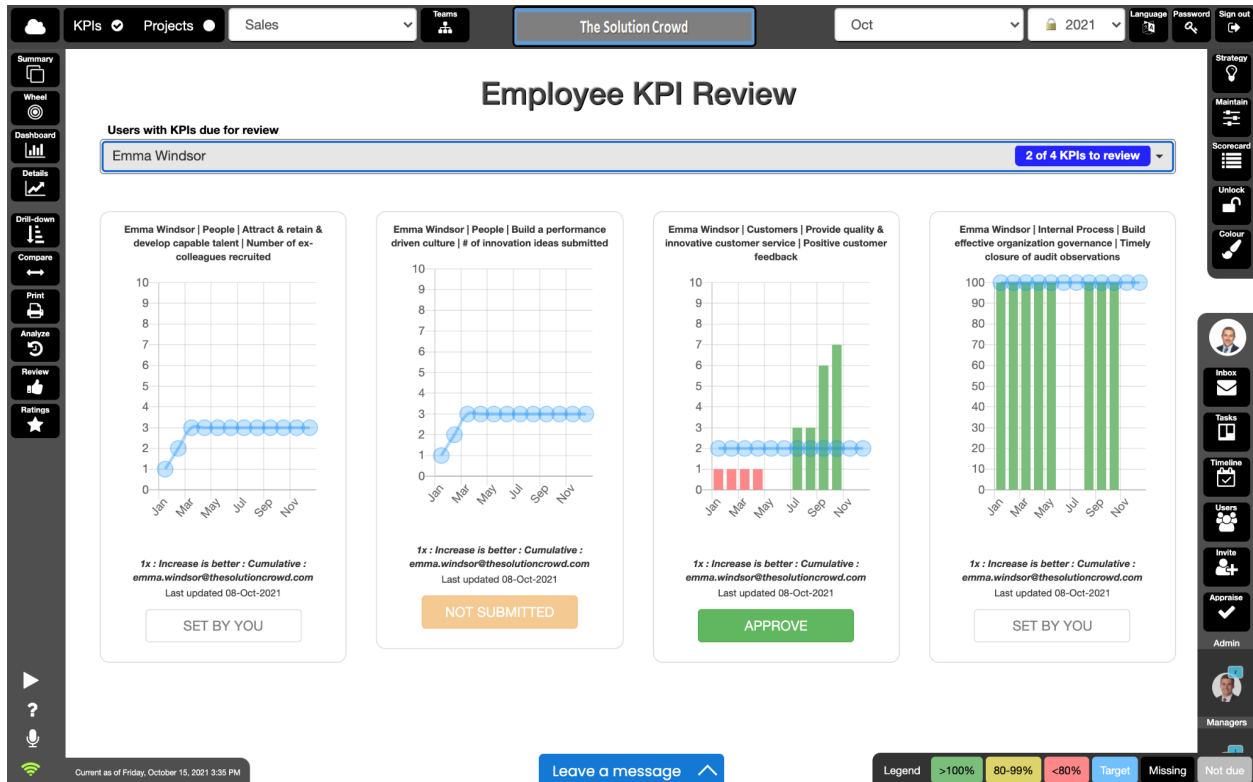 KPIs
Projects
Sales
Teams
The Solution Crowd
Oct
2021
Language
Password
Sign out
Summary
Wheel
Dashboard
Details
Drill-down
Compare
Print
Analyze
Review
Ratings
Employee KPI Review
Users with KPIs due for review
Emma Windsor
2 of 4 KPIs to review
Emma Windsor | People | Attract & retain &
develop capable talent | Number of ex-
colleagues recruited
10
9
8
7
6
5
4
3
2
1
0
Jan Mar May Jul Sep Nov
1x : Increase is better : Cumulative :
emma.windsor@thesolutioncrowd.com
Last updated 08-Oct-2021
SET BY YOU
Emma Windsor | People | Build a performance
driven culture | # of innovation ideas submitted
10
9
8
7
6
5
4
3
2
1
0
Jan Mar May Jul Sep Nov
1x : Increase is better : Cumulative :
emma.windsor@thesolutioncrowd.com
Last updated 08-Oct-2021
NOT SUBMITTED
Emma Windsor | Customers | Provide quality &
innovative customer service | Positive customer
feedback
10
9
8
7
6
5
4
3
2
1
0
Jan Mar May Jul Sep Nov
1x : Increase is better : Cumulative :
emma.windsor@thesolutioncrowd.com
Last updated 08-Oct-2021
APPROVE
Emma Windsor | Internal Process | Build
effective organization governance | Timely
closure of audit observations
100
90
80
70
60
50
40
30
20
10
0
Jan Mar May Jul Sep Nov
1x : Increase is better : Cumulative :
emma.windsor@thesolutioncrowd.com
Last updated 08-Oct-2021
SET BY YOU
Strategy
Maintain
Scorecard
Unlock
Colour
Inbox
Tasks
Timeline
Users
Invite
Appraise
Admin
Managers
?
Current as of Friday, October 15, 2021 3:35 PM
Leave a message
Legend
>100%
80-99%
<80%
Target
Missing
Not due